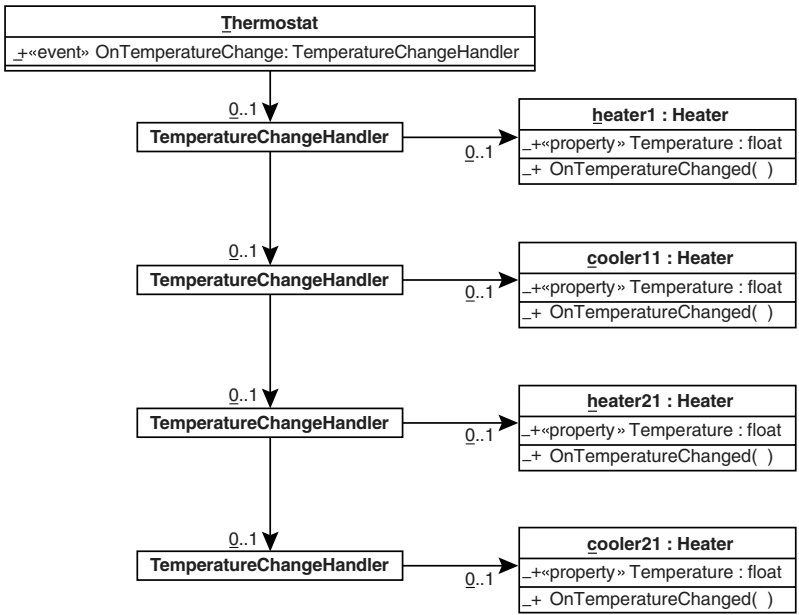 Thermostat
_+«event» OnTemperatureChange: TemperatureChangeHandler
0..1
TemperatureChangeHandler
0..1
heater1 : Heater
_+«property» Temperature : float
_+ OnTemperatureChanged( )
0..1
TemperatureChangeHandler
0..1
cooler11 : Heater
_+«property» Temperature : float
_+ OnTemperatureChanged( )
0..1
TemperatureChangeHandler
0..1
heater21 : Heater
_+«property» Temperature : float
_+ OnTemperatureChanged( )
0..1
TemperatureChangeHandler
0..1
cooler21 : Heater
_+«property» Temperature : float
_+ OnTemperatureChanged( )